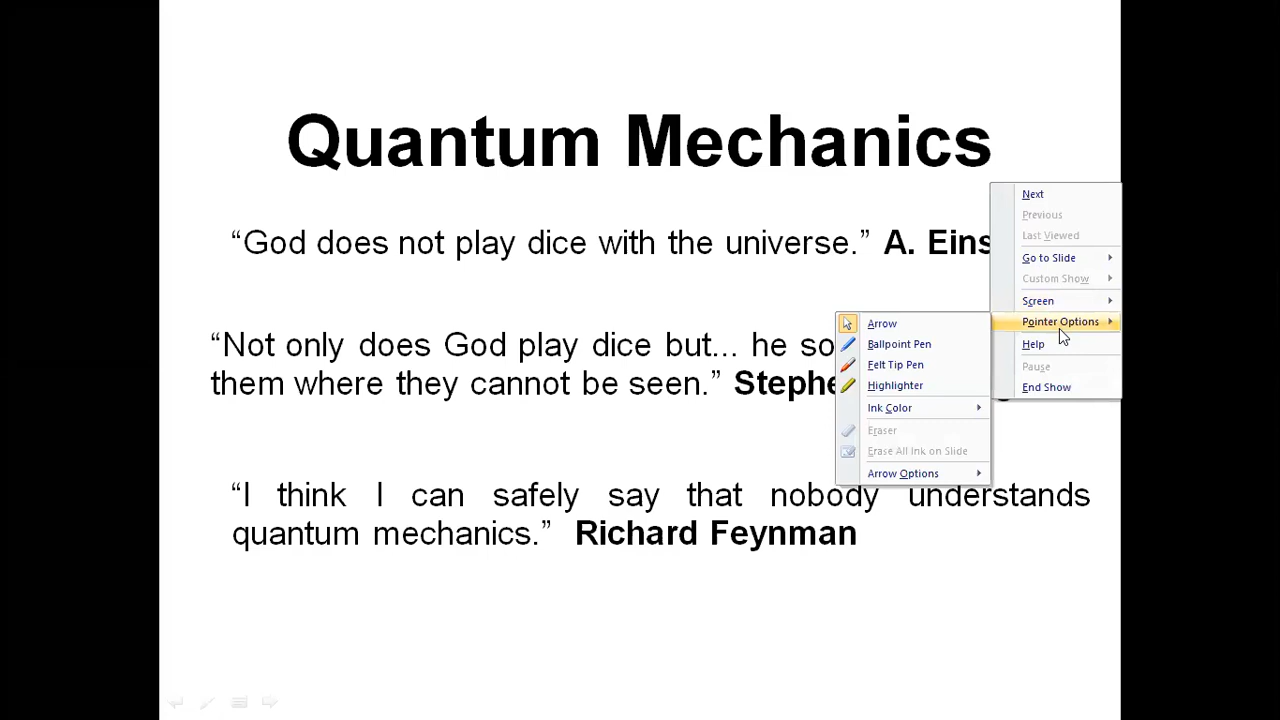 Quantum Mechanics
“God does not play dice with the universe.” A. Eins
“Not only does God play dice but... he so
them where they cannot be seen.” Stephe
“I think I can safely say that nobody understands
quantum mechanics.” Richard Feynman
Next
Previous
Last Viewed
Go to Slide
Custom Show
Screen
Pointer Options
Help
Pause
End Show
Arrow
Ballpoint Pen
Felt Tip Pen
Highlighter
Ink Color
Eraser
Erase All Ink on Slide
Arrow Options